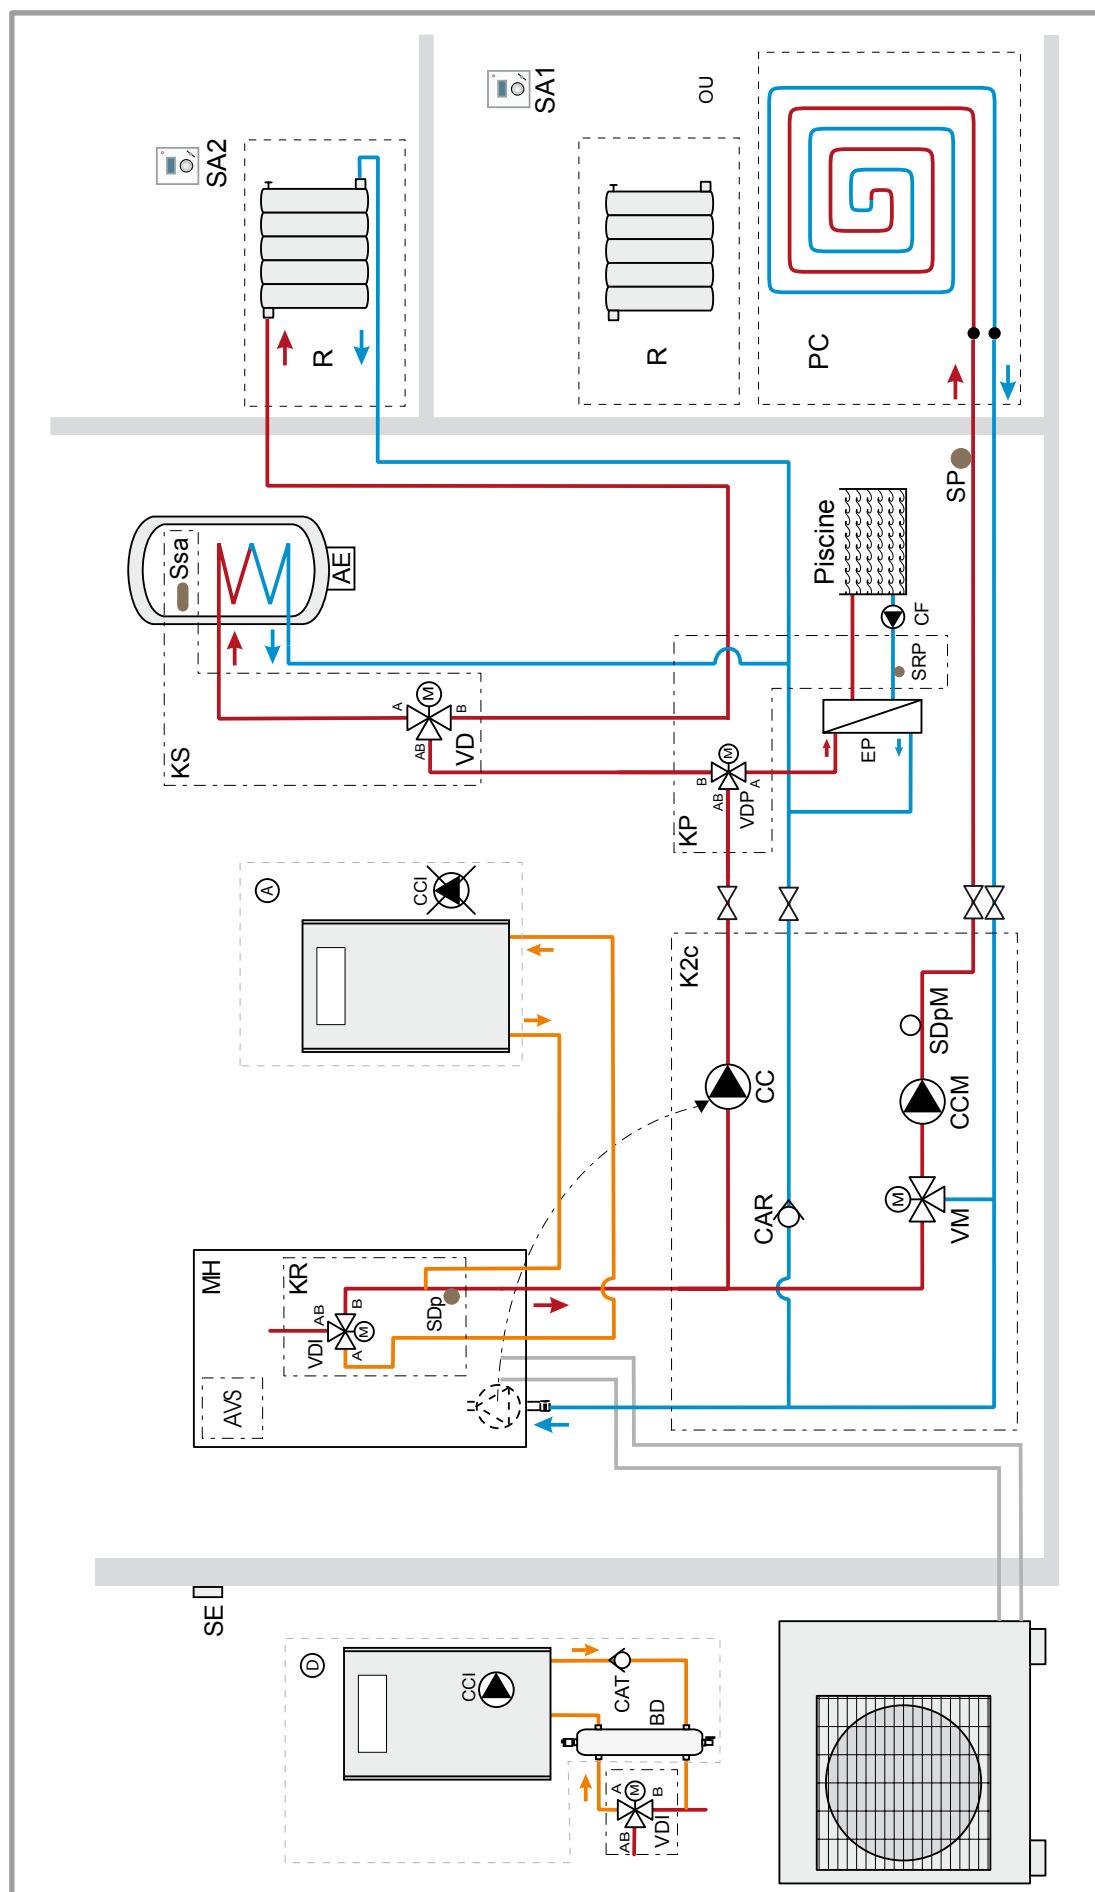 SA2
SA1
OU
R
R
PC
SP
Ssa
AE
Piscine
CF
SRP
KS
A
M
B
AB
VD
B
M
AB
A
VDP
EP
KP
A
CCI
K2c
SDpM
CC
CCM
CAR
M
VM
MH
KR
AB
B
VDI
M
A
SDp
AVS
SE
D
CCI
CAT
BD
A
M
B
AB
VDI